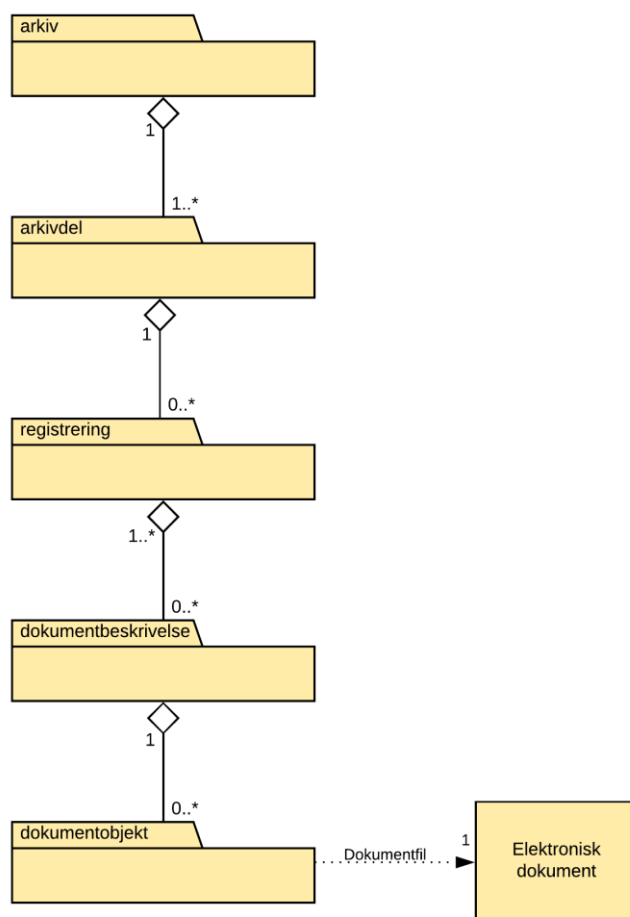 arkiv
1
1..*
arkivdel
1
0..*
registrering
1..*
0..*
dokumentbeskrivelse
1
0..*
dokumentobjekt
Dokumentfil
1
Elektronisk
dokument